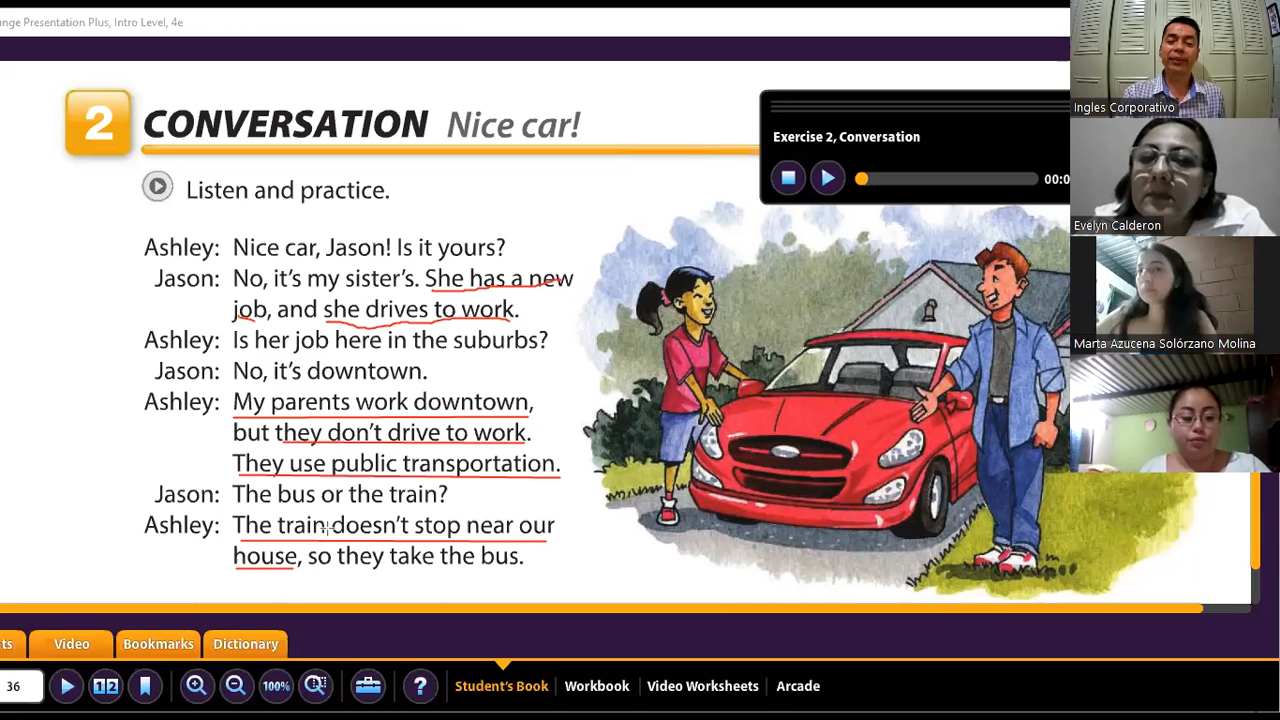 nge Presentation Plus, Intro Level, 4e
2 CONVERSATION Nice car!
Exercise 2, Conversation
00:0
Listen and practice.
Ashley: Nice car, Jason! Is it yours?
Jason: No, it's my sister's. She has a new
job, and she drives to work.
Ashley: Is her job here in the suburbs?
Jason: No, it's downtown.
Ashley: My parents work downtown,
but they don't drive to work.
They use public transportation.
Jason: The bus or the train?
Ashley: The train doesn't stop near our
house, so they take the bus.
Ingles Corporativo
Evelyn Calderon
Marta Azucena Solórzano Molina
ts Video Bookmarks Dictionary
36 12 100% ? Student's Book Workbook Video Worksheets Arcade